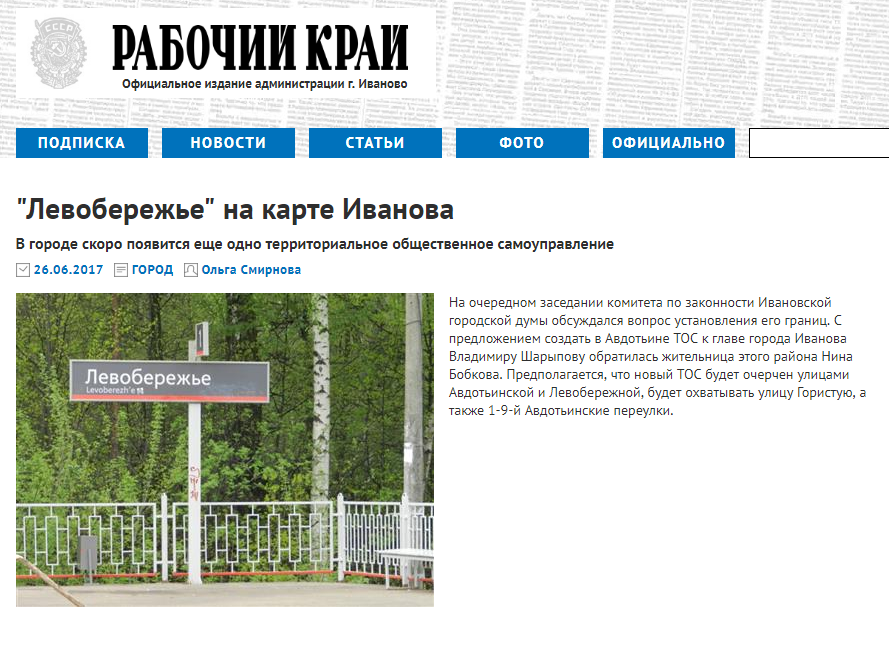 СССР
РАБОЧИЙ КРАЙ
Официальное издание администрации г. Иваново
ПОДПИСКА
НОВОСТИ
СТАТЬИ
ФОТО
ОФИЦИАЛЬНО
"Левобережье" на карте Иванова
В городе скоро появится еще одно территориальное общественное самоуправление
26.06.2017 ГОРОД Ольга Смирнова
1
Левобережье
Levoberezh'e
На очередном заседании комитета по законности Ивановской
городской думы обсуждался вопрос установления его границ. С
предложением создать в Авдотьине ТОС к главе города Иванова
Владимиру Шарыпову обратилась жительница этого района Нина
Бобкова. Предполагается, что новый ТОС будет очерчен улицами
Авдотьинской и Левобережной, будет охватывать улицу Гористую, а
также 1-9-й Авдотьинские переулки.